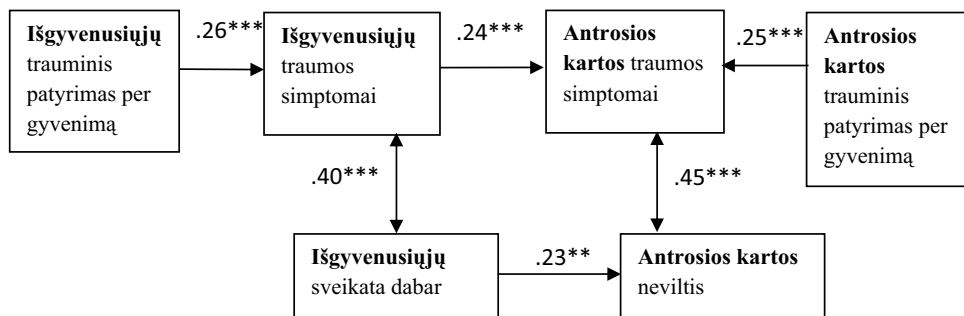 Išgyvenusiųjų
trauminis
patyrimas per
gyvenimą
.26***
Išgyvenusiųjų
traumos
simptomai
.24***
Antrosios
kartos traumos
simptomai
.25***
Antrosios
kartos
trauminis
patyrimas per
gyvenimą
.40***
.45***
Išgyvenusiųjų
sveikata dabar
.23**
Antrosios kartos
neviltis